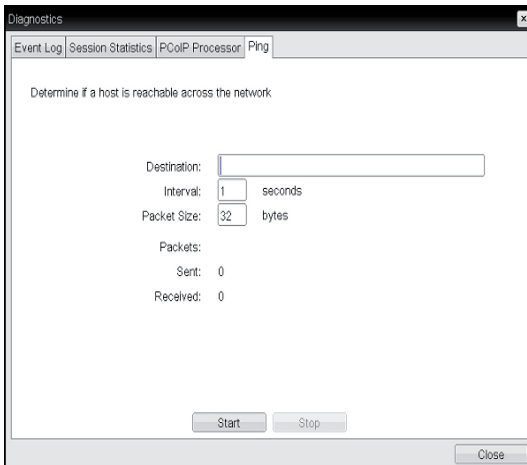 Diagnostics
Event Log Session Statistics PCoIP Processor Ping
Determine if a host is reachable across the network
Destination:
Interval: 1 seconds
Packet Size: 32 bytes
Packets:
Sent: 0
Received: 0
Start Stop
Close